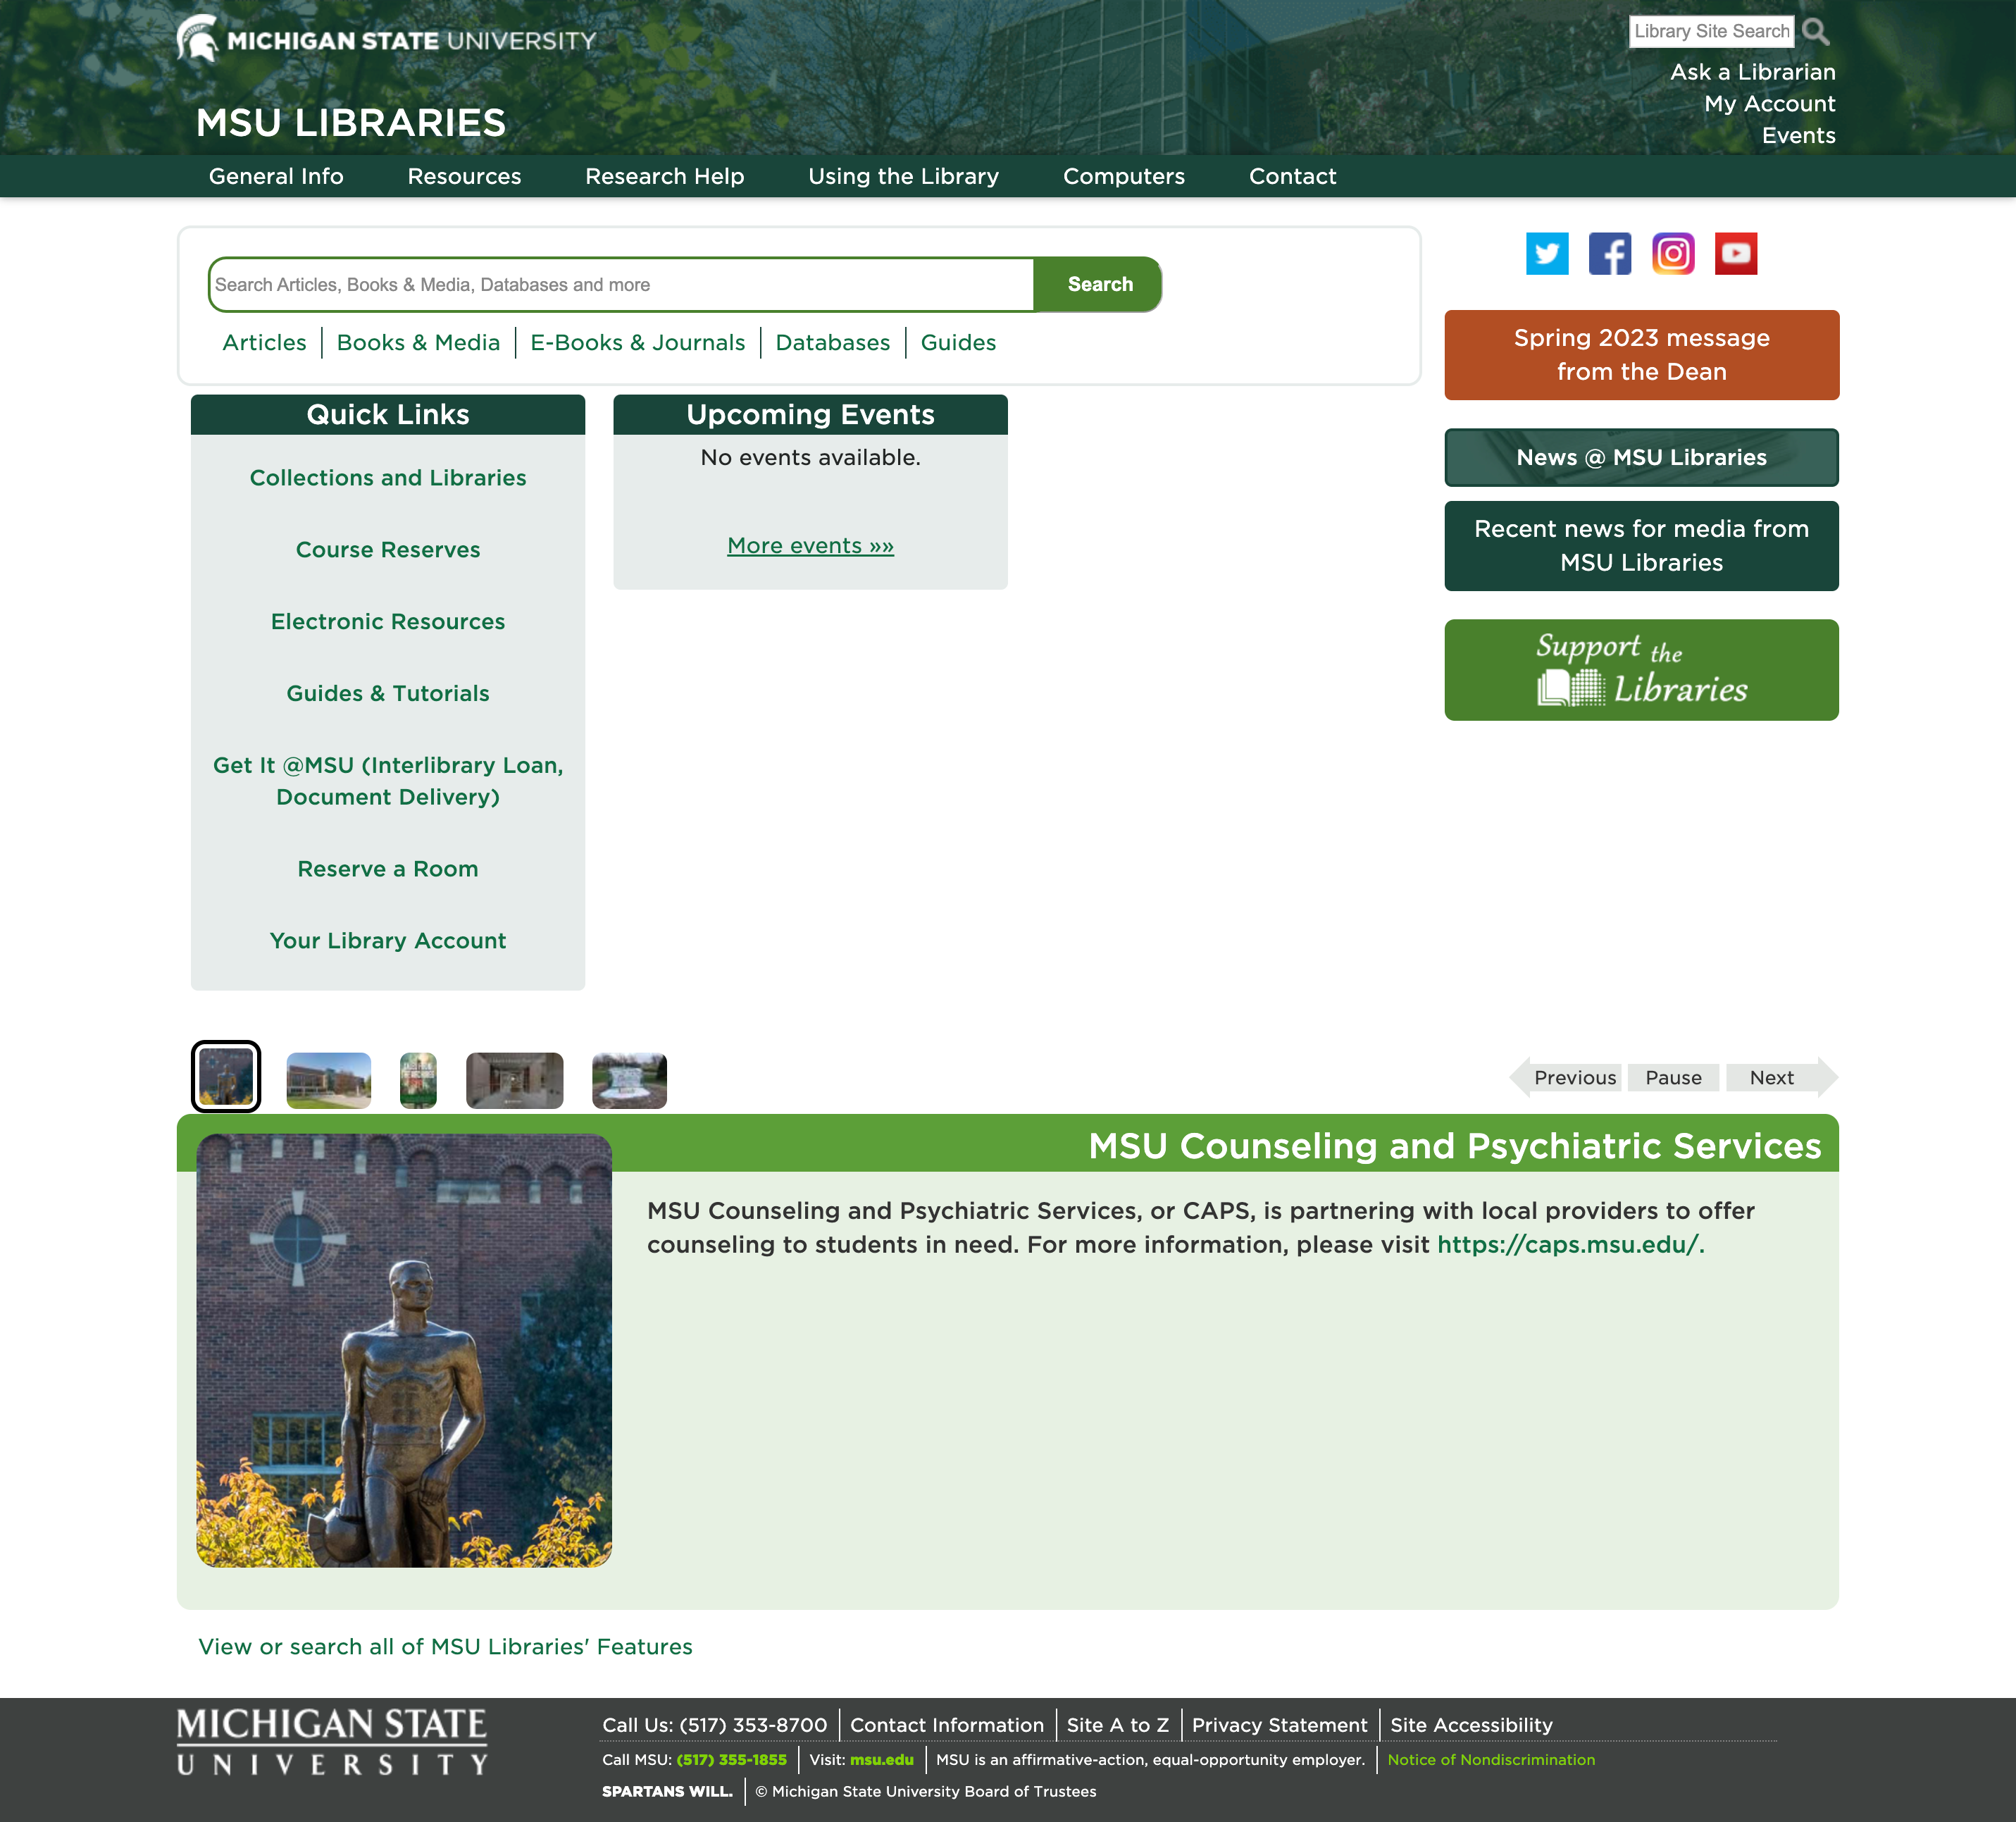 MICHIGAN STATE UNIVERSITY
Library Site Search
Ask a Librarian
My Account
Events
MSU LIBRARIES
General Info
Resources
Research Help
Using the Library
Computers
Contact
Search Articles, Books & Media, Databases and more
Search
Articles
Books & Media
E-Books & Journals
Databases
Guides
Quick Links
Collections and Libraries
Course Reserves
Electronic Resources
Guides & Tutorials
Get It @MSU (Interlibrary Loan,
Document Delivery)
Reserve a Room
Your Library Account
Upcoming Events
No events available.
More events »»
Spring 2023 message
from the Dean
News @ MSU Libraries
Recent news for media from
MSU Libraries
Support the
Libraries
Previous
Pause
Next
MSU Counseling and Psychiatric Services
MSU Counseling and Psychiatric Services, or CAPS, is partnering with local providers to offer
counseling to students in need. For more information, please visit https://caps.msu.edu/.
View or search all of MSU Libraries' Features
MICHIGAN STATE
UNIVERSITY
Call Us: (517) 353-8700
Contact Information
Site A to Z
Privacy Statement
Site Accessibility
Call MSU: (517) 355-1855
Visit: msu.edu
MSU is an affirmative-action, equal-opportunity employer.
Notice of Nondiscrimination
SPARTANS WILL.
© Michigan State University Board of Trustees